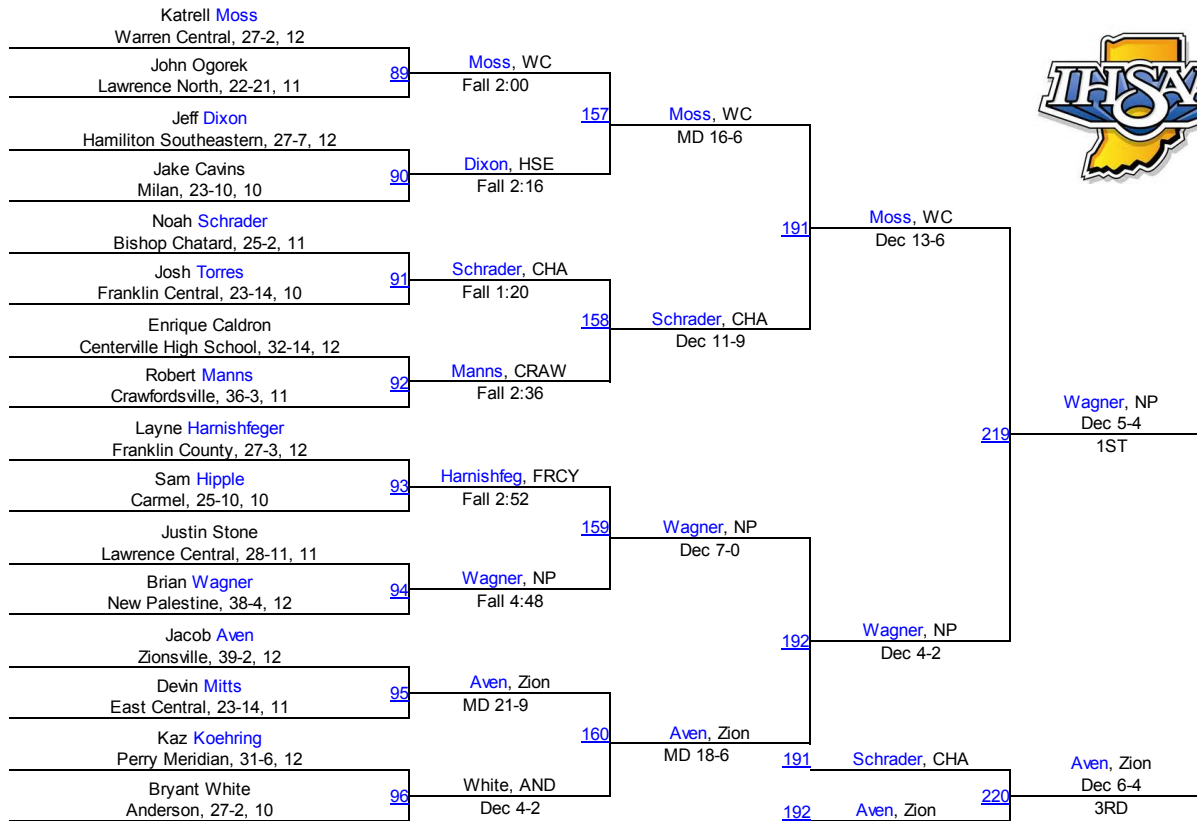 Katrell Moss
Warren Central, 27-2, 12
John Ogorek
Lawrence North, 22-21, 11
89
Moss, WC
Fall 2:00
Jeff Dixon
Hamiliton Southeastern, 27-7, 12
Jake Cavins
Milan, 23-10, 10
90
Dixon, HSE
Fall 2:16
157
Moss, WC
MD 16-6
Noah Schrader
Bishop Chatard, 25-2, 11
Josh Torres
Franklin Central, 23-14, 10
91
Schrader, CHA
Fall 1:20
Enrique Caldron
Centerville High School, 32-14, 12
Robert Manns
Crawfordsville, 36-3, 11
92
Manns, CRAW
Fall 2:36
158
Schrader, CHA
Dec 11-9
191
Moss, WC
Dec 13-6
Layne Harnishfeger
Franklin County, 27-3, 12
Sam Hipple
Carmel, 25-10, 10
93
Harnishfeg, FRCY
Fall 2:52
Justin Stone
Lawrence Central, 28-11, 11
Brian Wagner
New Palestine, 38-4, 12
94
Wagner, NP
Fall 4:48
159
Wagner, NP
Dec 7-0
Jacob Aven
Zionsville, 39-2, 12
Devin Mitts
East Central, 23-14, 11
95
Aven, Zion
MD 21-9
Kaz Koehring
Perry Meridian, 31-6, 12
Bryant White
Anderson, 27-2, 10
96
White, AND
Dec 4-2
160
Aven, Zion
MD 18-6
192
Wagner, NP
Dec 4-2
219
Wagner, NP
Dec 5-4
1ST
191
Schrader, CHA
192
Aven, Zion
220
Aven, Zion
Dec 6-4
3RD
IHSAA